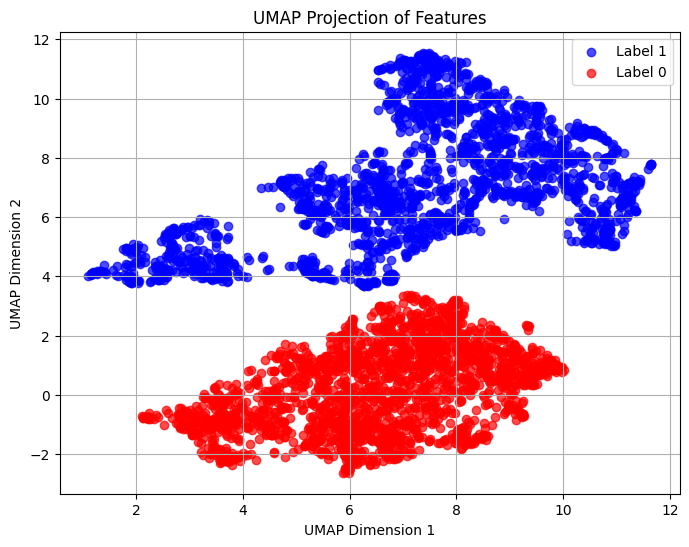 UMAP Projection of Features
Label 1
Label 0
UMAP Dimension 2
12
10
8
6
4
2
0
−2
2
4
6
8
10
12
UMAP Dimension 1